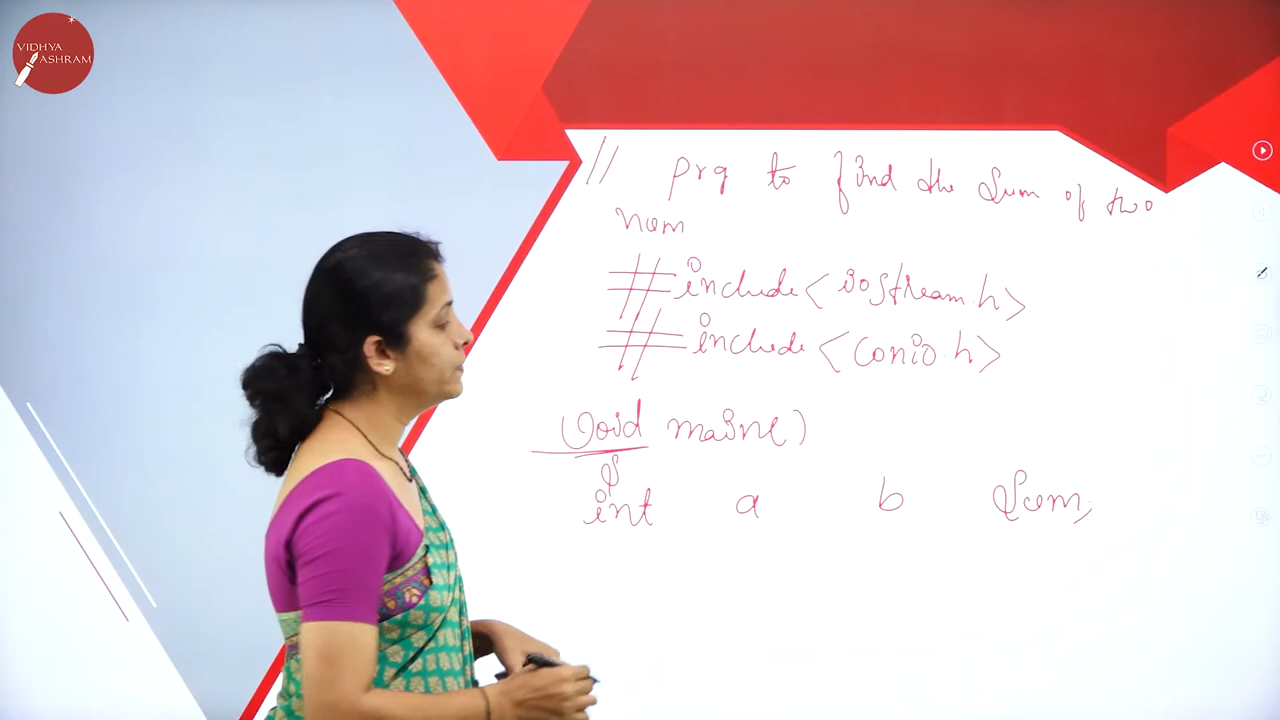 VIDHYA
ASHRAM
// prg to find the Sum of two
num
#include<iostream.h>
#include<conio.h>
void main()
{
int a b Sum;